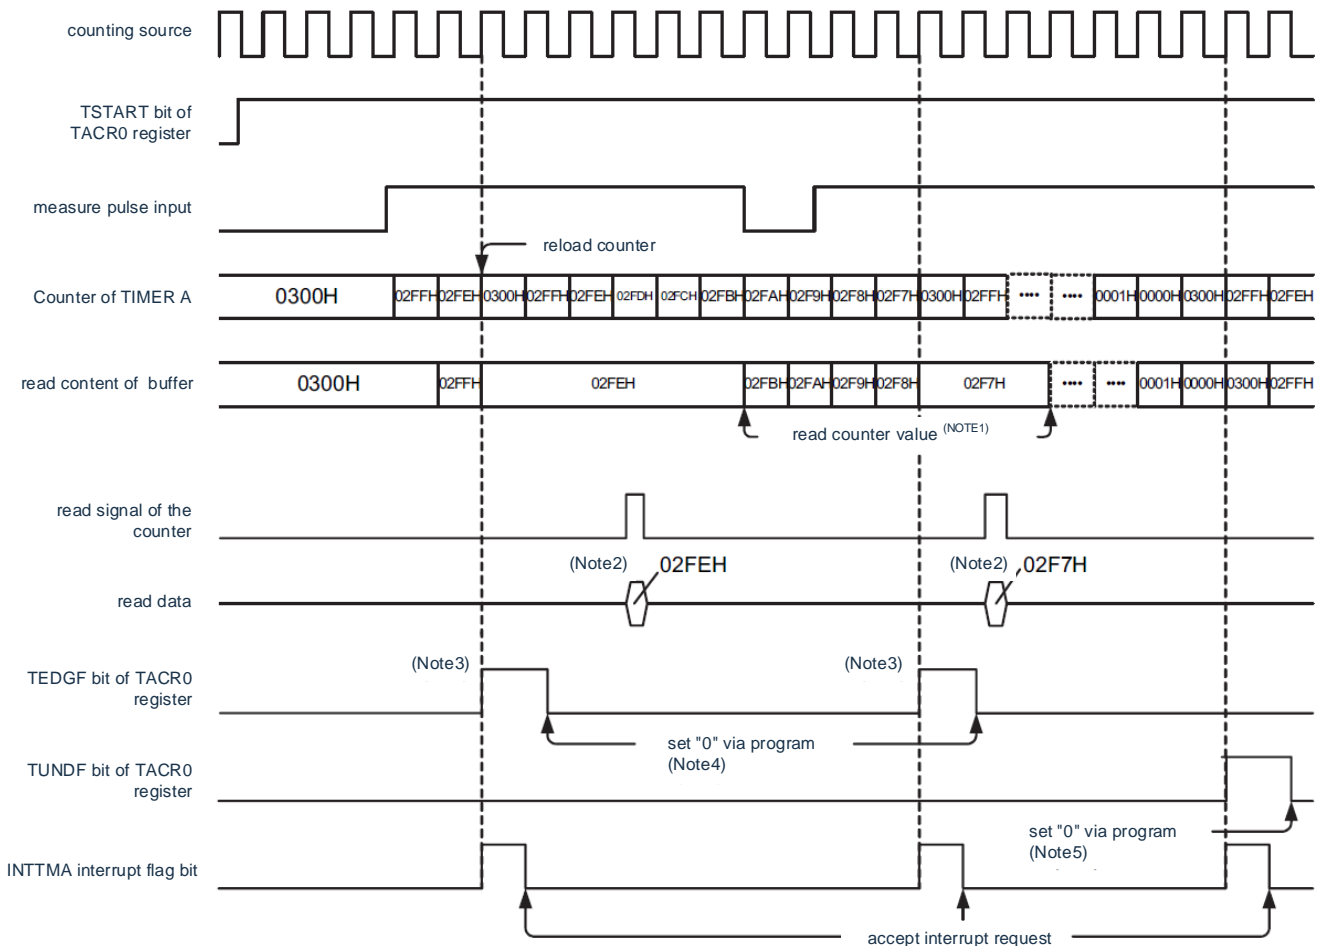 counting source
TSTART bit of
TACR0 register
measure pulse input
reload counter
Counter of TIMER A
0300H 02FFH 02FEH 0300H 02FFH 02FEH 02FDH 02FCH 02FBH 02FAH 02F9H 02F8H 02F7H 0300H 02FFH .... .... 0001H 0000H 0300H 02FFH 02FEH
read content of buffer
0300H 02FFH 02FEH 02FBH 02FAH 02F9H 02F8H 02F7H .... .... 0001H 0000H 0300H 02FFH
read counter value (NOTE1)
read signal of the
counter
(Note2) 02FEH (Note2) 02F7H
read data
TEDGF bit of TACR0
register
(Note3) (Note3)
set "0" via program
(Note4)
TUNDF bit of TACR0
register
set "0" via program
(Note5)
INTTMA interrupt flag bit
accept interrupt request